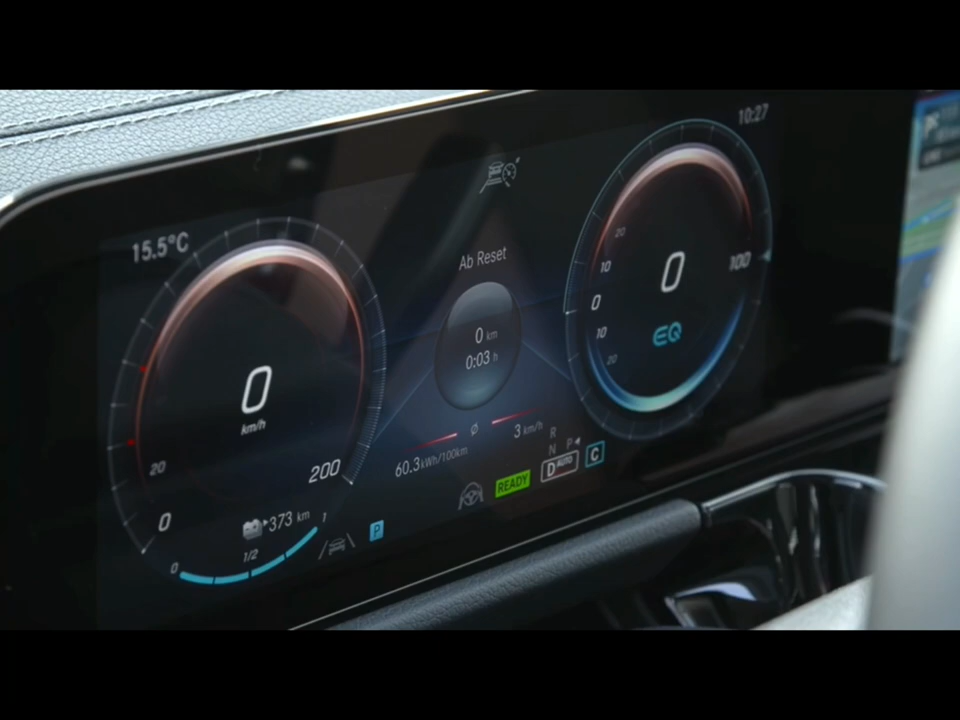 10:27
15.5°C
Ab Reset
20
10
0
10
20
0
100
EQ
0 km
0:03 h
0
km/h
20
0
200
Ø
3 km/h
60.3 kWh/100km
R
N P
D AUTO
C
READY
373 km
P
0
1/2
1